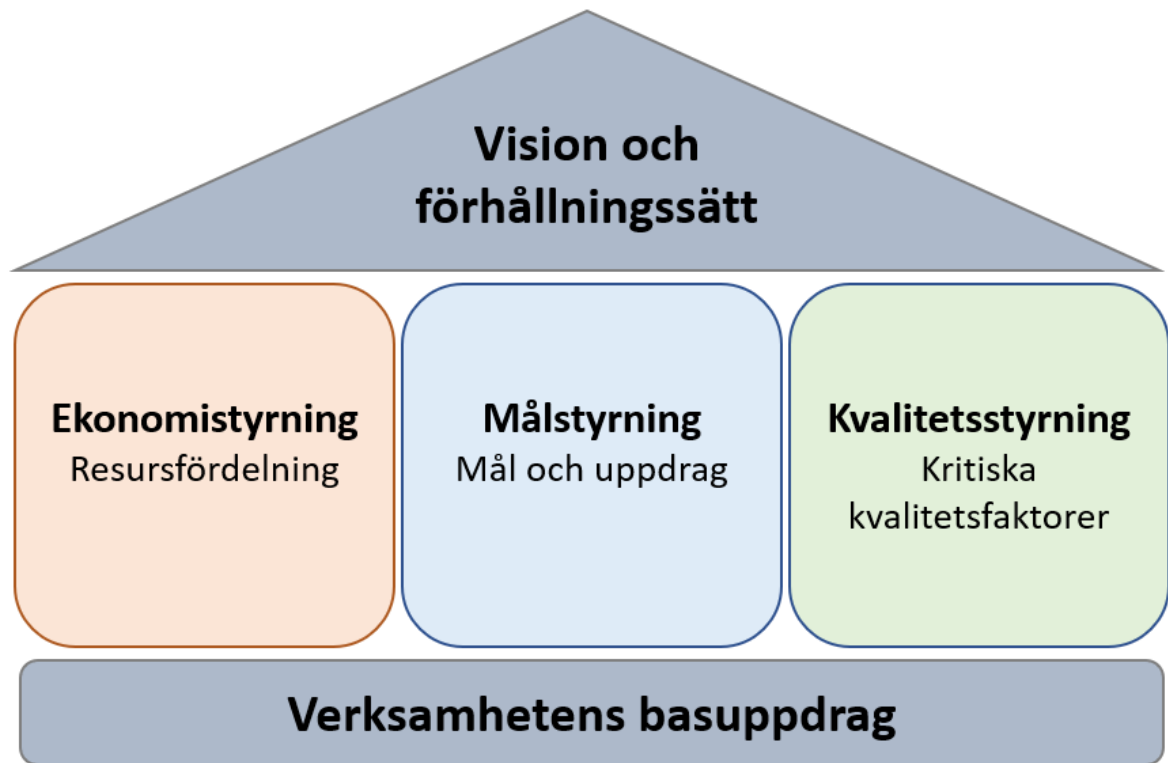 Vision och
förhållningssätt
Ekonomistyrning
Resursfördelning
Målstyrning
Mål och uppdrag
Kvalitetsstyrning
Kritiska
kvalitetsfaktorer
Verksamhetens basuppdrag